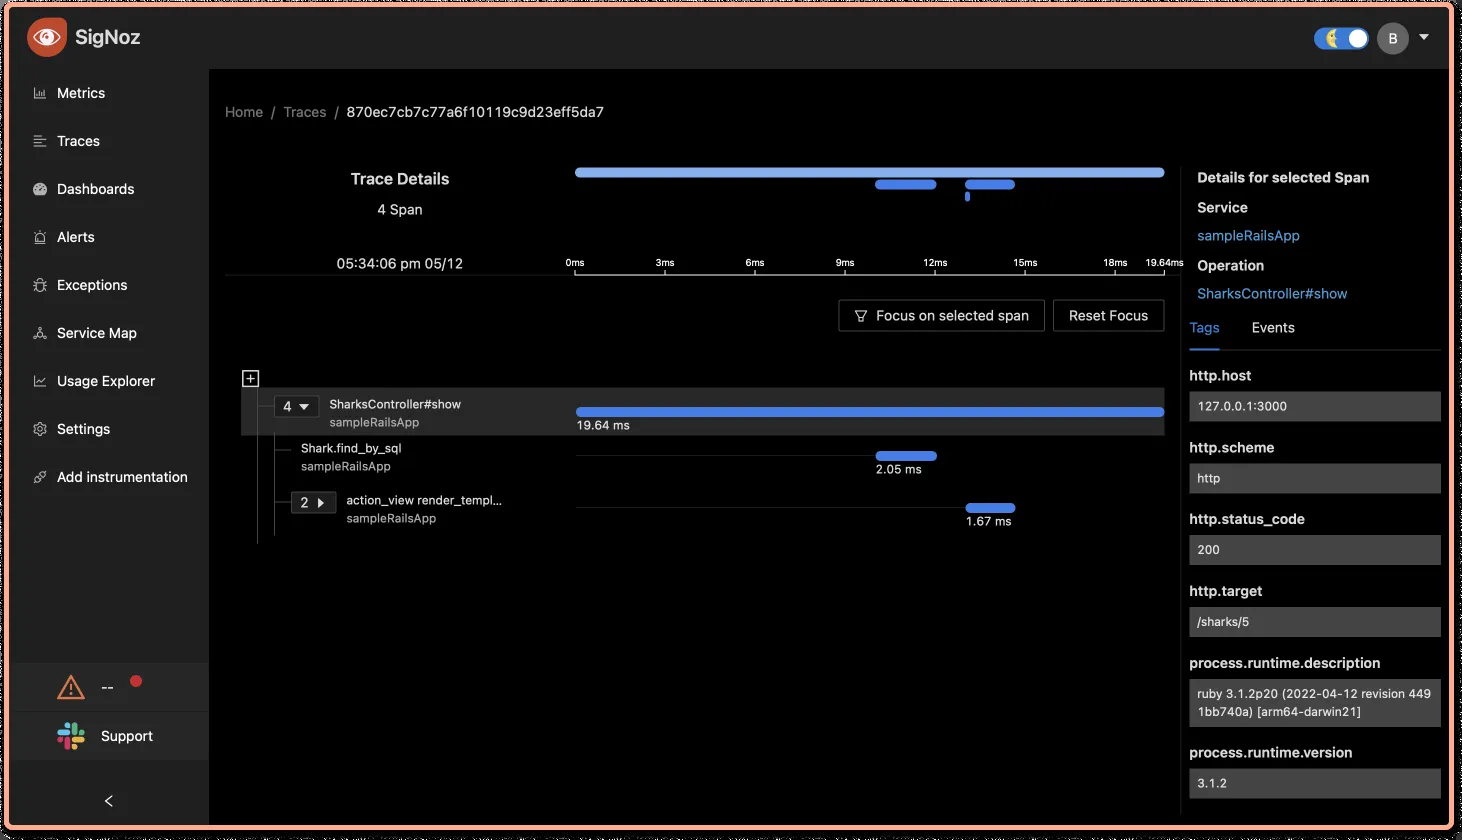 SigNoz
B
Metrics
Traces
Dashboards
Alerts
Exceptions
Service Map
Usage Explorer
Settings
Add instrumentation
--
Support
Home / Traces / 870ec7cb7c77a6f10119c9d23eff5da7
Trace Details
4 Span
05:34:06 pm 05/12
0ms 3ms 6ms 9ms 12ms 15ms 18ms 19.64ms
Focus on selected span
Reset Focus
4 SharksController#show
sampleRailsApp
19.64 ms
Shark.find_by_sql
sampleRailsApp
2.05 ms
2 action_view render_templ...
sampleRailsApp
1.67 ms
Details for selected Span
Service
sampleRailsApp
Operation
SharksController#show
Tags Events
http.host
127.0.0.1:3000
http.scheme
http
http.status_code
200
http.target
/sharks/5
process.runtime.description
ruby 3.1.2p20 (2022-04-12 revision 449
1bb740a) [arm64-darwin21]
process.runtime.version
3.1.2